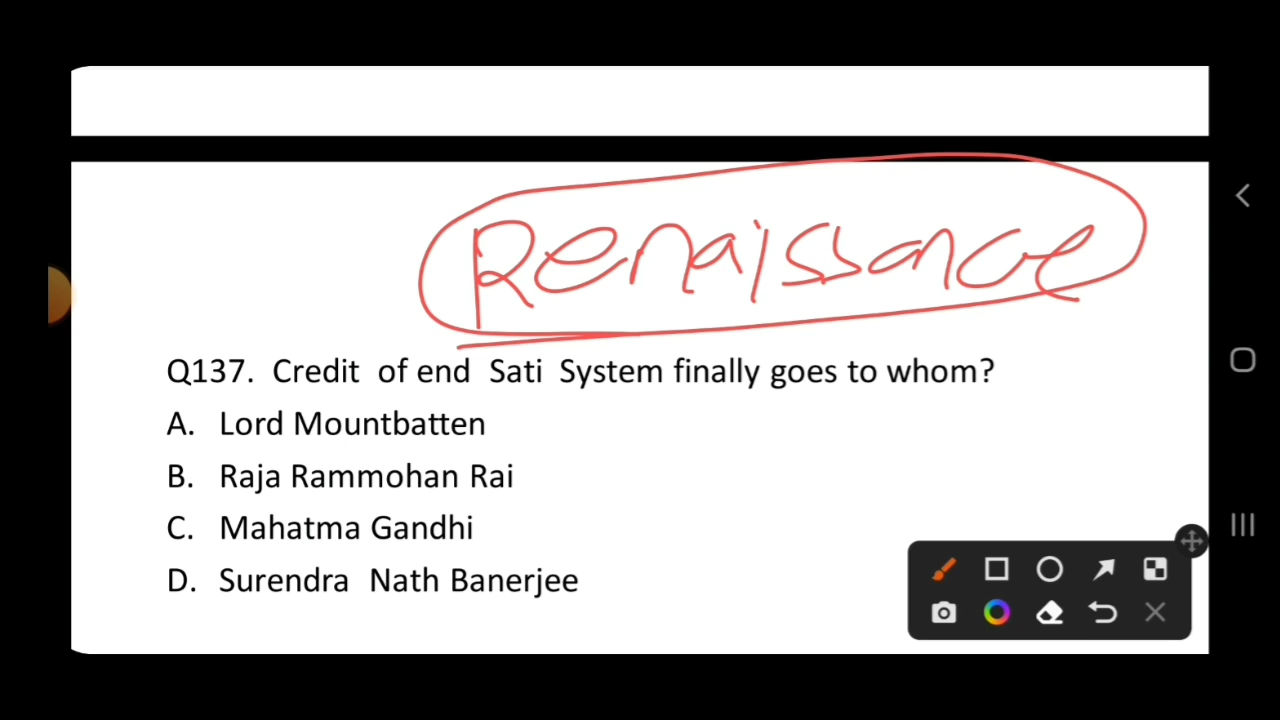 Renaissance
Q137. Credit of end Sati System finally goes to whom?
A. Lord Mountbatten
B. Raja Rammohan Rai
C. Mahatma Gandhi
D. Surendra Nath Banerjee